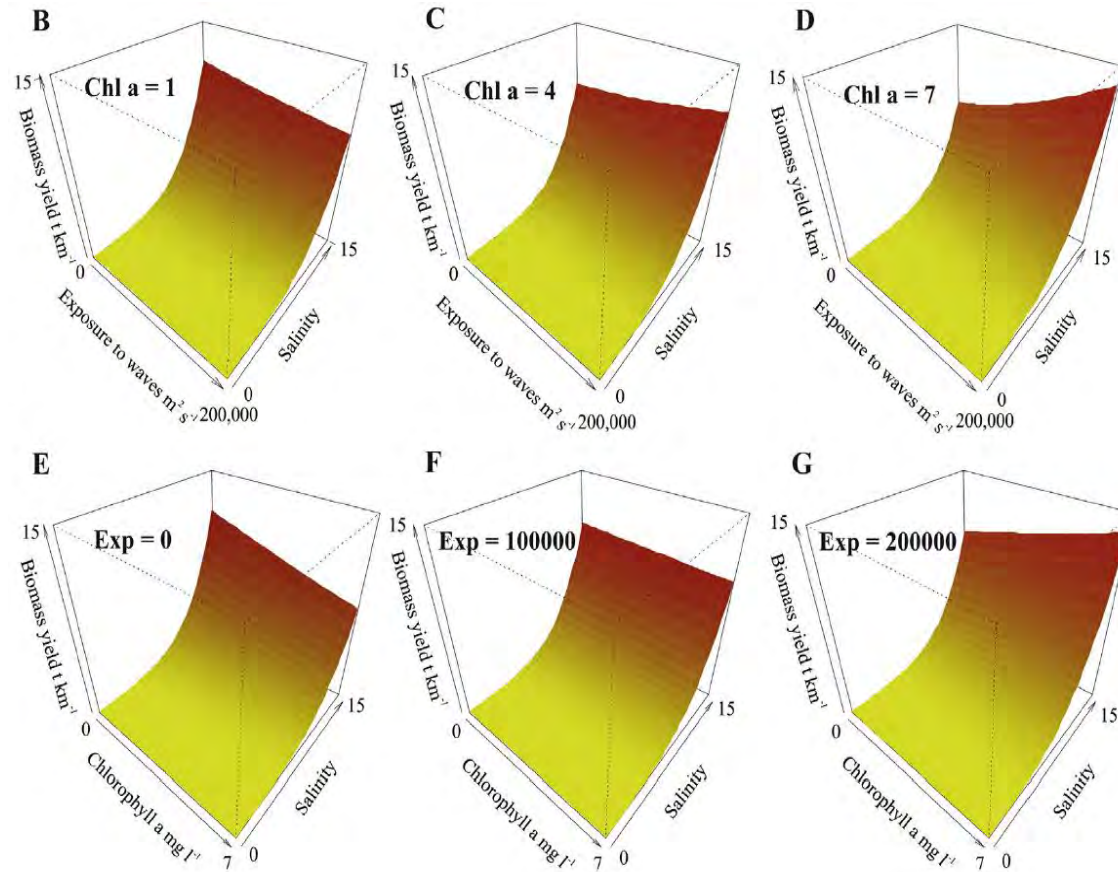 B
Chl a = 1
15
Biomass yield t km⁻¹
0
Exposure to waves m² s⁻¹
200,000
0
Salinity
15
C
Chl a = 4
15
Biomass yield t km⁻¹
0
Exposure to waves m² s⁻¹
200,000
0
Salinity
15
D
Chl a = 7
15
Biomass yield t km⁻¹
0
Exposure to waves m² s⁻¹
200,000
0
Salinity
15
E
Exp = 0
15
Biomass yield t km⁻¹
0
Chlorophyll a mg l⁻¹
7
0
Salinity
15
F
Exp = 100000
15
Biomass yield t km⁻¹
0
Chlorophyll a mg l⁻¹
7
0
Salinity
15
G
Exp = 200000
15
Biomass yield t km⁻¹
0
Chlorophyll a mg l⁻¹
7
0
Salinity
15